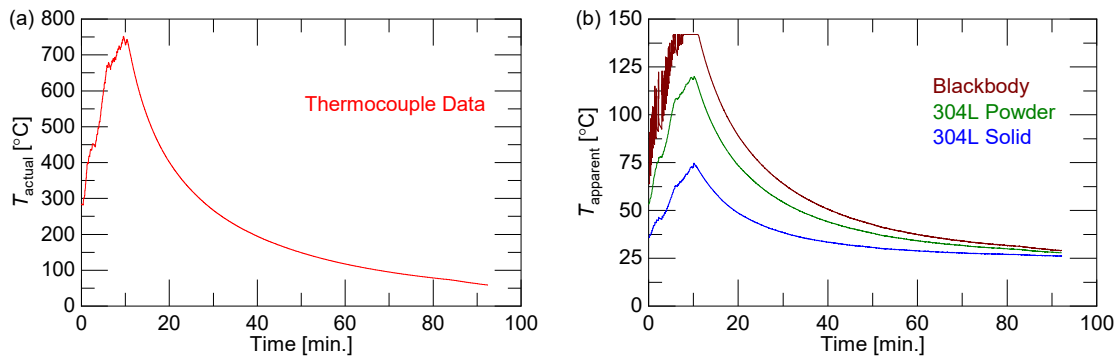 (a)
800
700
600
500
400
300
200
100
0
T actual [°C]
Thermocouple Data
0 20 40 60 80 100
Time [min.]
(b)
150
125
100
75
50
25
0
T apparent [°C]
Blackbody
304L Powder
304L Solid
0 20 40 60 80 100
Time [min.]